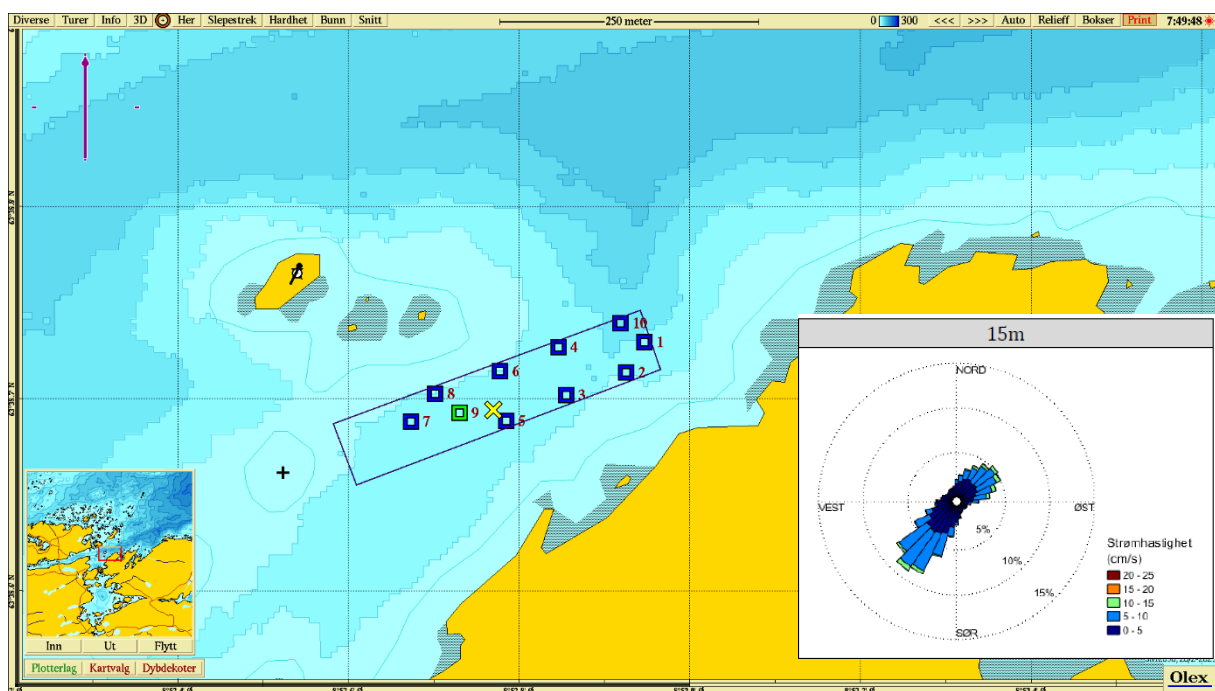 Diverse Turer Info 3D Her Slepestrek Hardhet Bunn Snitt 250 meter 0 300 <<< >>> Auto Relieff Bokser Print 7:49:48
10
1
4
2
6
3
8
9
5
7
15m
NORD
VEST
ØST
SØR
5%
10%
15%
Strømhastighet
(cm/s)
20 - 25
15 - 20
10 - 15
5 - 10
0 - 5
Inn Ut Flytt
Plotterlag Kartvalg Dybdekoter
Olex